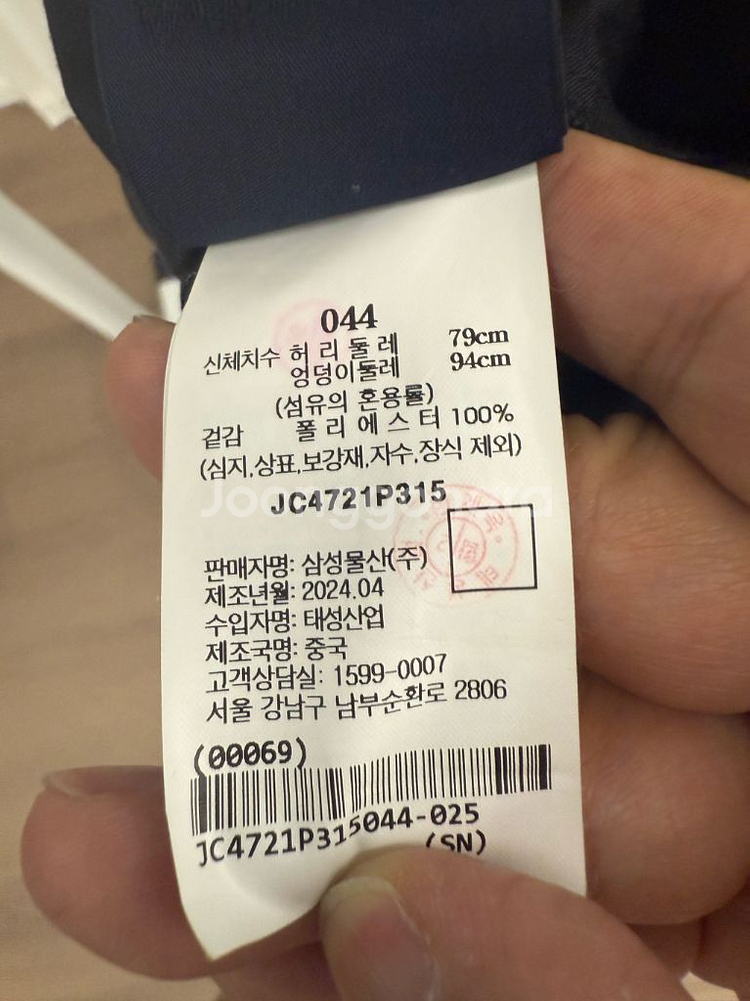 044
신체치수 허 리 둘 레 79cm
엉덩이둘레 94cm
(섬유의 혼용률)
겉감 폴 리 에 스 터 100%
(심지,상표,보강재,자수,장식 제외)
JC4721P315
판매자명: 삼성물산(주)
제조년월: 2024.04
수입자명: 태성산업
제조국명: 중국
고객상담실: 1599-0007
서울 강남구 남부순환로 2806
(00069)
JC4721P315044-025
(SN)